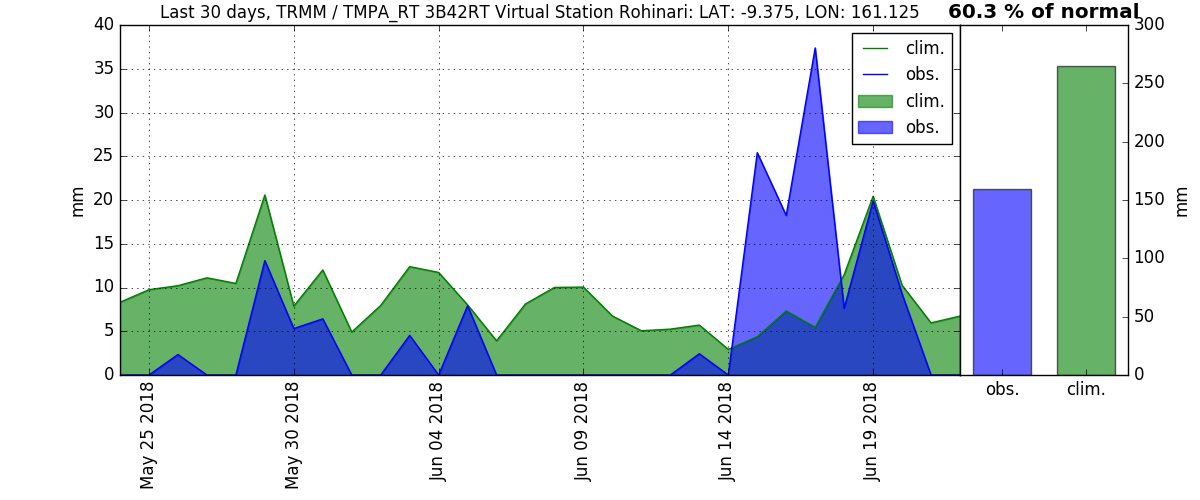 Last 30 days, TRMM / TMPA_RT 3B42RT Virtual Station Rohinari: LAT: -9.375, LON: 161.125
60.3 % of normal
40
35
30
25
20
15
10
5
0
mm
clim.
obs.
clim.
obs.
May 25 2018
May 30 2018
Jun 04 2018
Jun 09 2018
Jun 14 2018
Jun 19 2018
300
250
200
150
100
50
0
mm
obs.
clim.